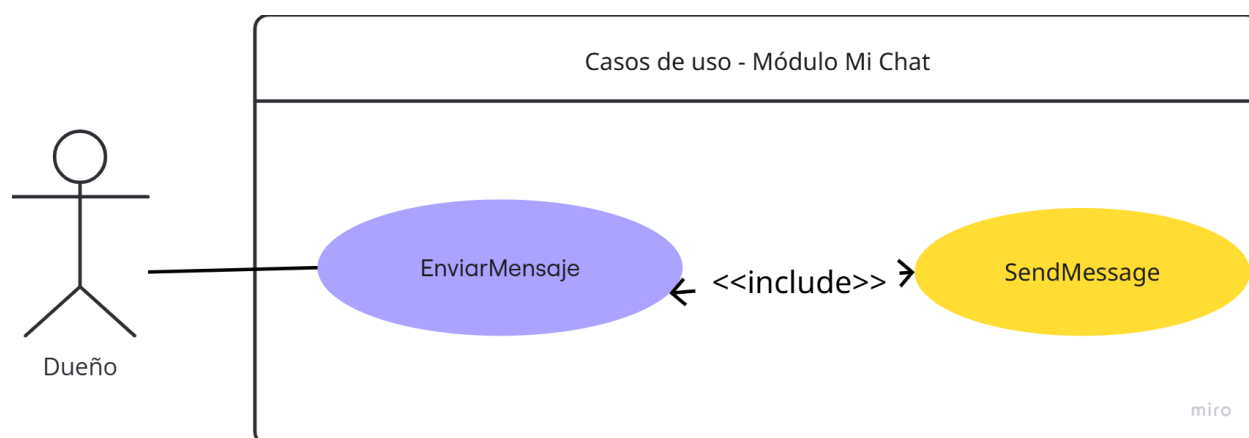 Casos de uso - Módulo Mi Chat
EnviarMensaje
<<include>>
SendMessage
Dueño
miro